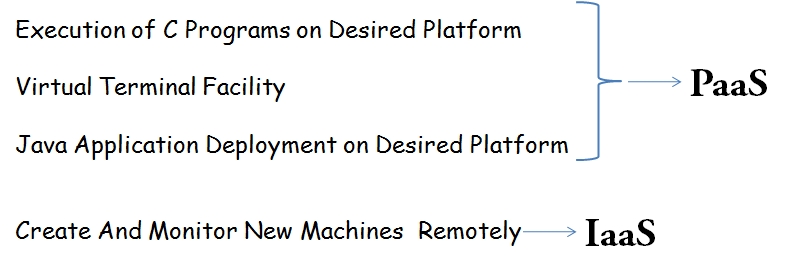 Execution of C Programs on Desired Platform
Virtual Terminal Facility
PaaS
Java Application Deployment on Desired Platform
Create And Monitor New Machines Remotely
IaaS